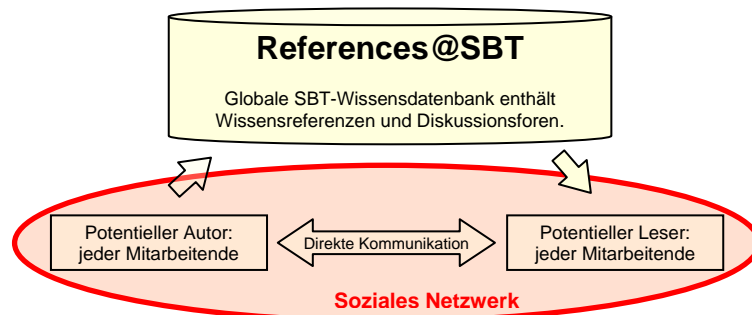 References@SBT
Globale SBT-Wissensdatenbank enthält
Wissensreferenzen und Diskussionsforen.
Potentieller Autor:
jeder Mitarbeitende
Direkte Kommunikation
Potentieller Leser:
jeder Mitarbeitende
Soziales Netzwerk